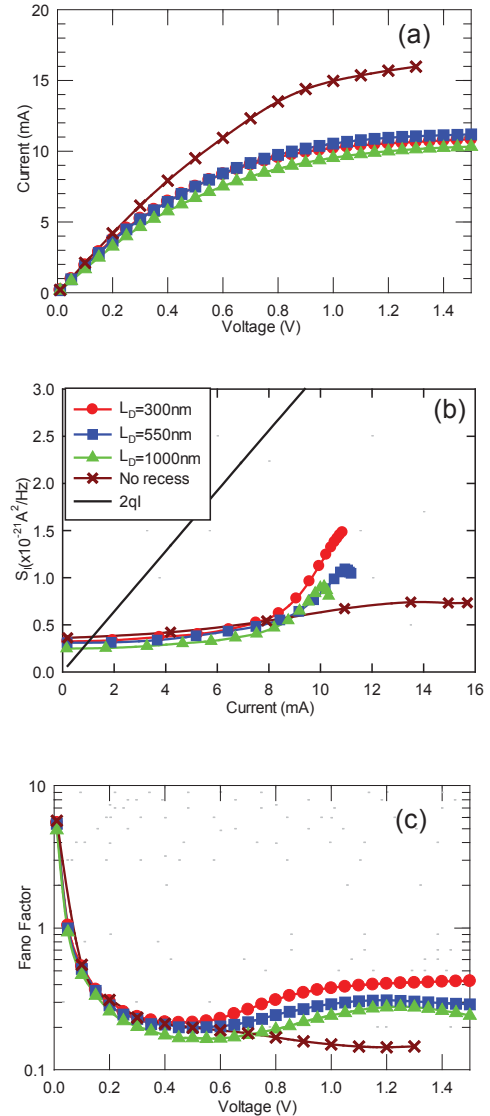 (a)
20
15
10
5
0
Current (mA)
0.0 0.2 0.4 0.6 0.8 1.0 1.2 1.4
Voltage (V)
(b)
3.0
2.5
2.0
1.5
1.0
0.5
0.0
S_I(x10^-21 A^2/Hz)
L_D=300nm
L_D=550nm
L_D=1000nm
No recess
2qI
0 2 4 6 8 10 12 14 16
Current (mA)
(c)
10
1
0.1
Fano Factor
0.0 0.2 0.4 0.6 0.8 1.0 1.2 1.4
Voltage (V)